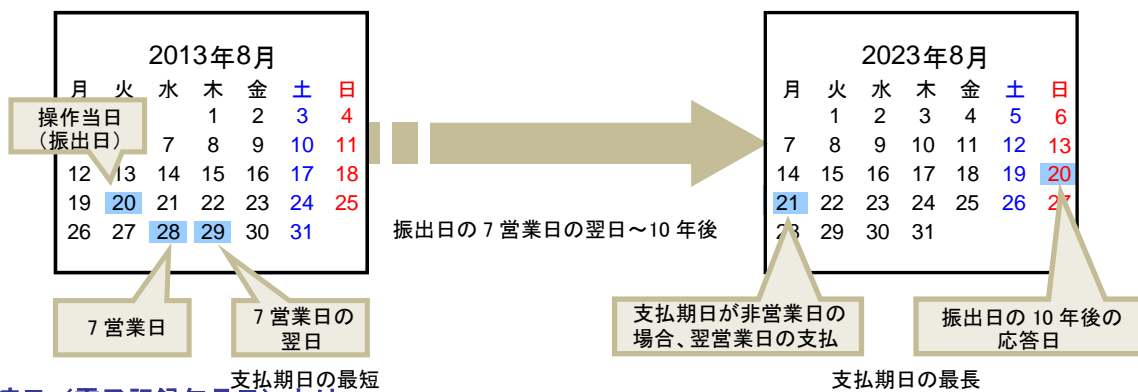 2013年8月
月 火 水 木 金 土 日
1 2 3 4
7 8 9 10 11
12 13 14 15 16 17 18
19 20 21 22 23 24 25
26 27 28 29 30 31
操作当日
(振出日)
7 営業日
7 営業日の
翌日
支払期日の最短
振出日の 7 営業日の翌日~10 年後
2023年8月
月 火 水 木 金 土 日
1 2 3 4 5 6
7 8 9 10 11 12 13
14 15 16 17 18 19 20
21 22 23 24 25 26 27
28 29 30 31
支払期日が非営業日の
場合、翌営業日の支払
振出日の 10 年後の
応答日
支払期日の最長